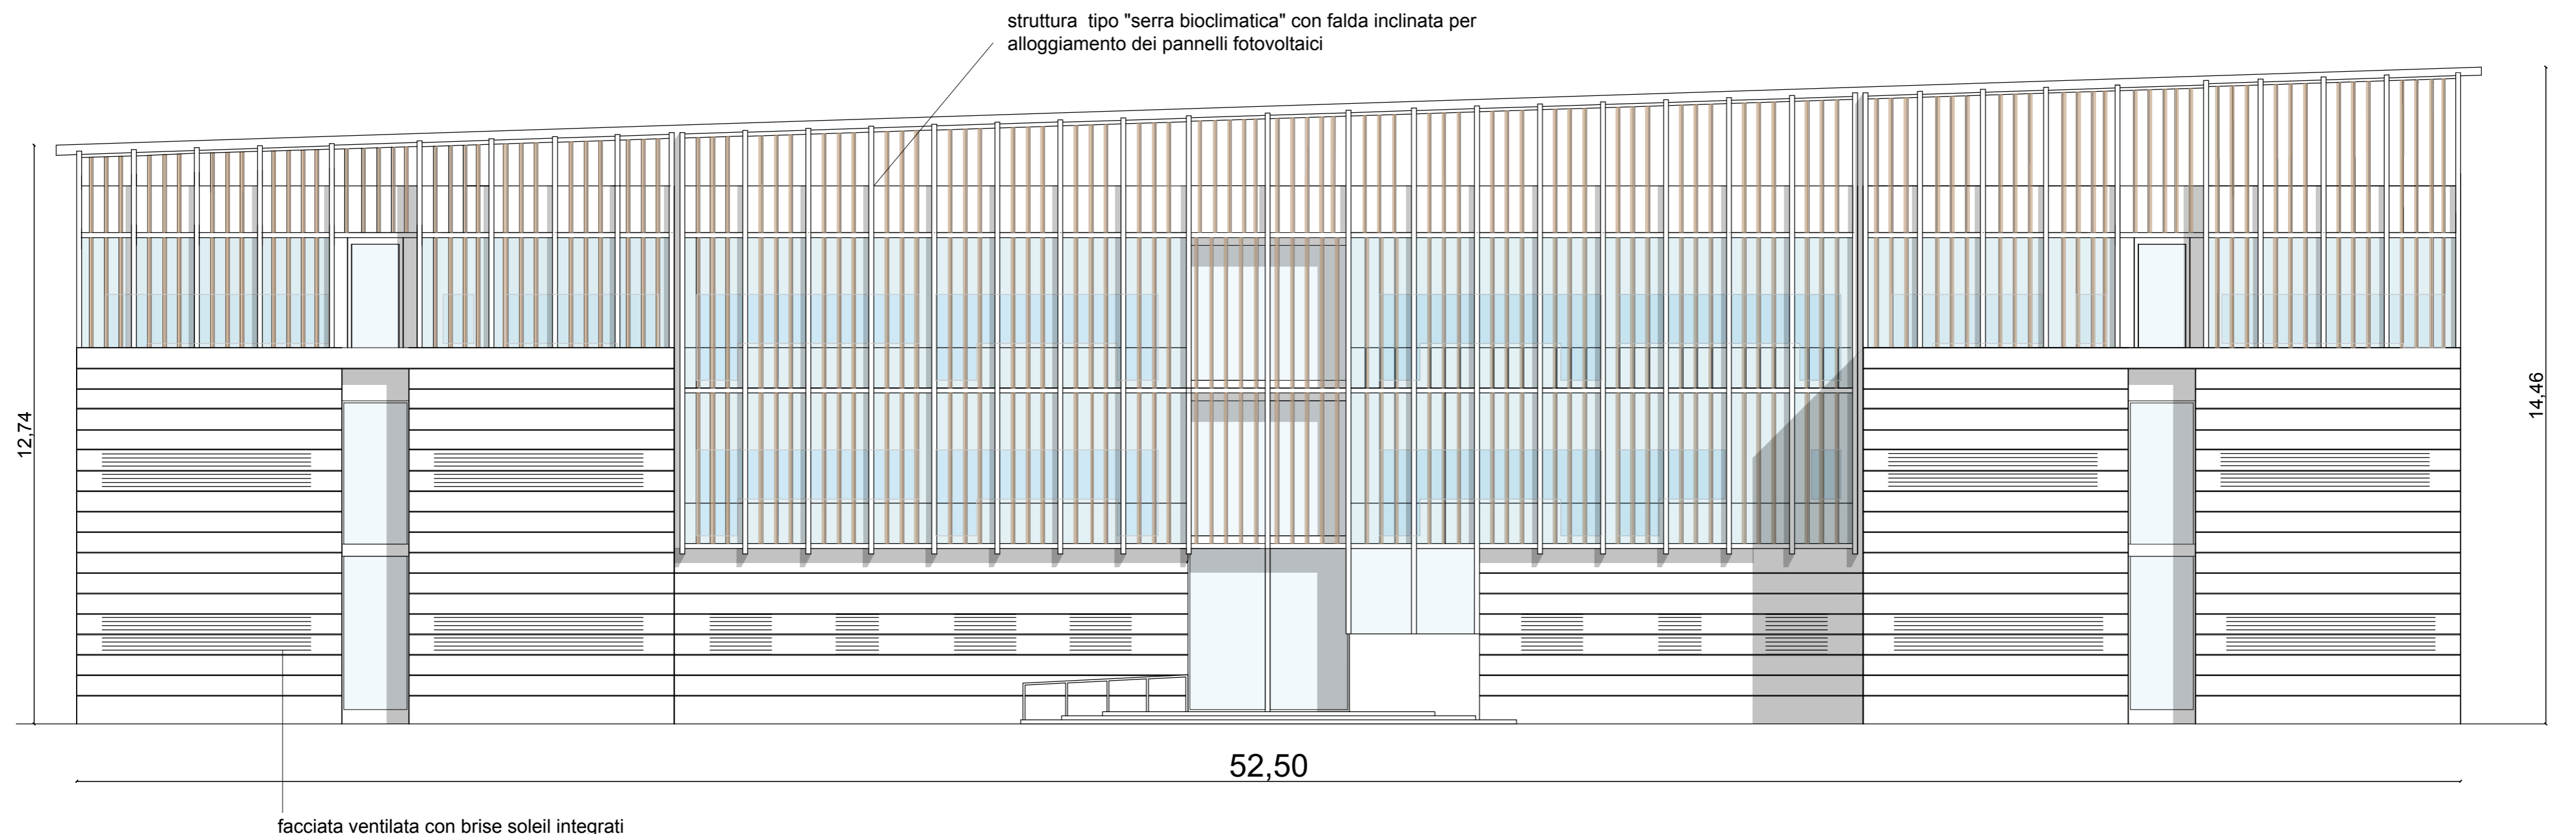 struttura  tipo "serra bioclimatica" con falda inclinata per
alloggiamento dei pannelli fotovoltaici
12,74
14,46
52,50
facciata ventilata con brise soleil integrati